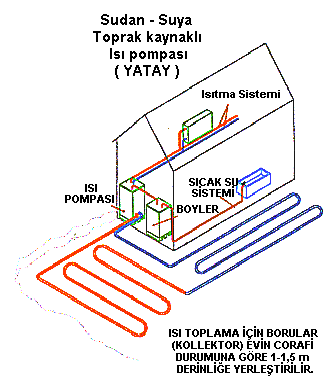 Sudan - Suya
Toprak kaynaklı
Isı pompası
( YATAY )
Isıtma Sistemi
ISI
POMPASI
SICAK SU
SİSTEMİ
BOYLER
ISI TOPLAMA İÇİN BORULAR
(KOLLEKTOR) EVİN CORAFİ
DURUMUNA GÖRE 1-1,5 m
DERİNLİĞE YERLEŞTİRİLİR.